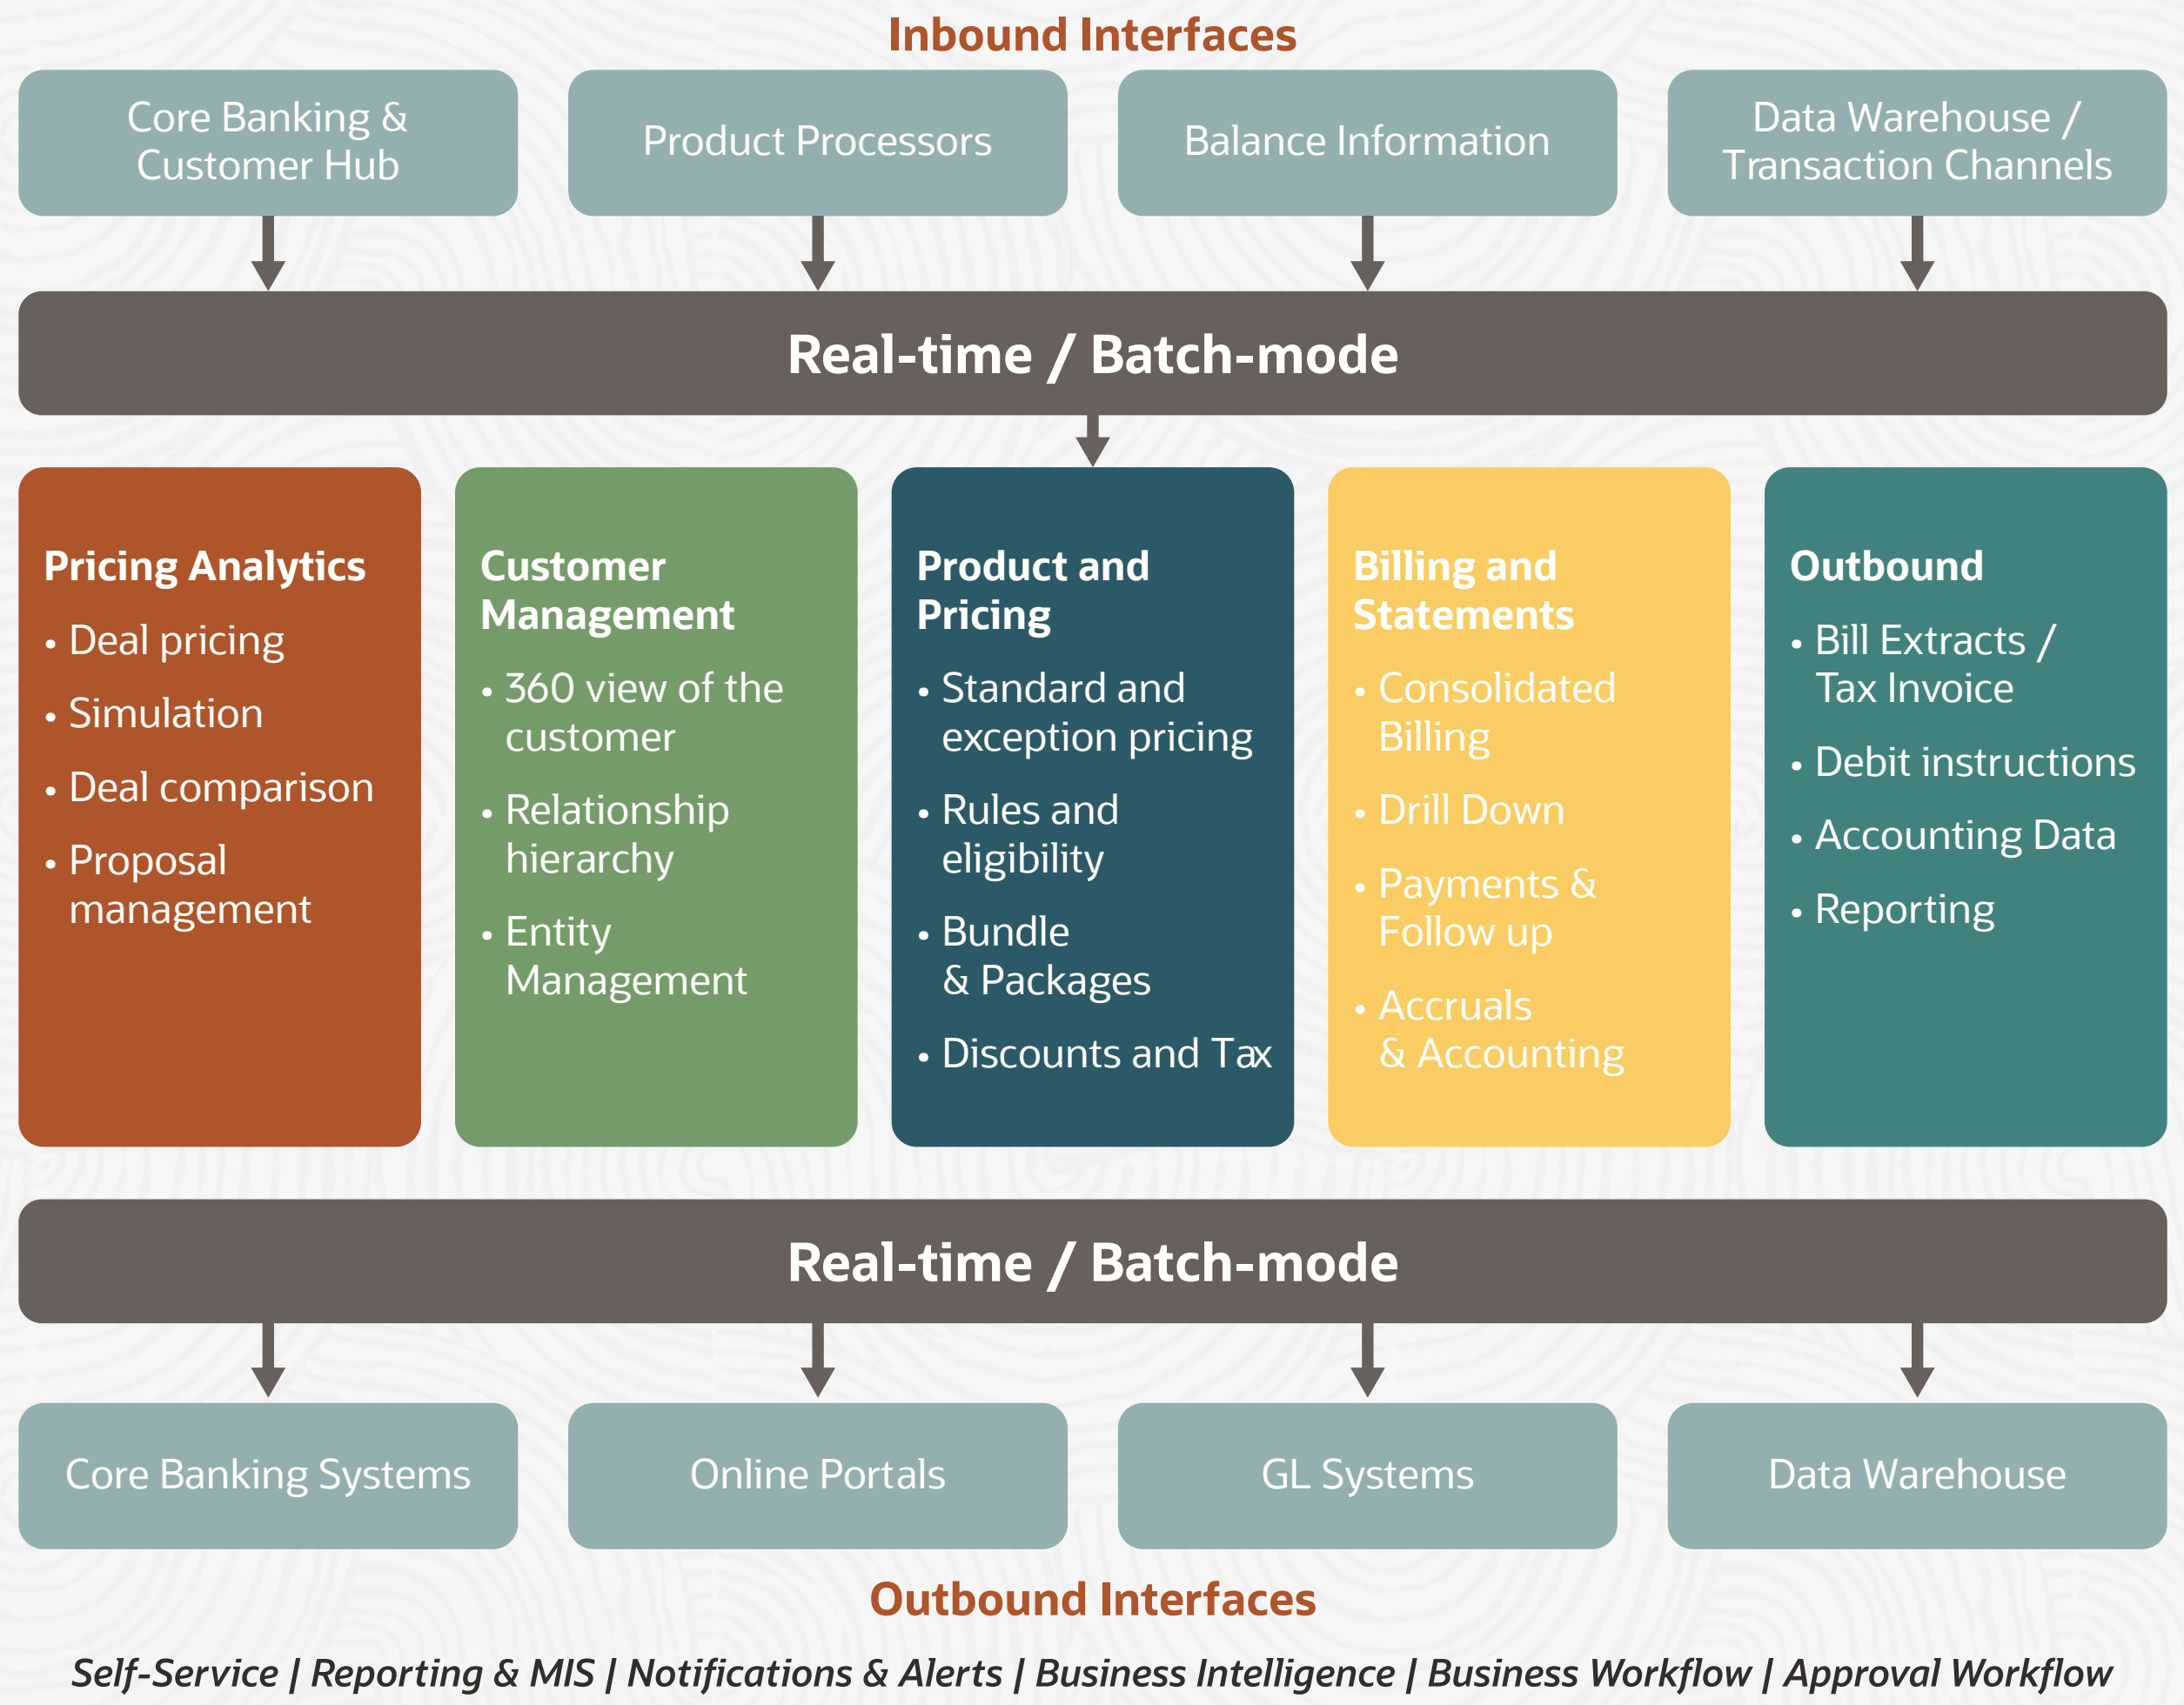 Inbound Interfaces
Core Banking &
Customer Hub
Product Processors
Balance Information
Data Warehouse /
Transaction Channels
Real-time / Batch-mode
Pricing Analytics
• Deal pricing
• Simulation
• Deal comparison
• Proposal
management
Customer
Management
• 360 view of the
customer
• Relationship
hierarchy
• Entity
Management
Product and
Pricing
• Standard and
exception pricing
• Rules and
eligibility
• Bundle
& Packages
• Discounts and Tax
Billing and
Statements
• Consolidated
Billing
• Drill Down
• Payments &
Follow up
• Accruals
& Accounting
Outbound
• Bill Extracts /
Tax Invoice
• Debit instructions
• Accounting Data
• Reporting
Real-time / Batch-mode
Core Banking Systems
Online Portals
GL Systems
Data Warehouse
Outbound Interfaces
Self-Service | Reporting & MIS | Notifications & Alerts | Business Intelligence | Business Workflow | Approval Workflow